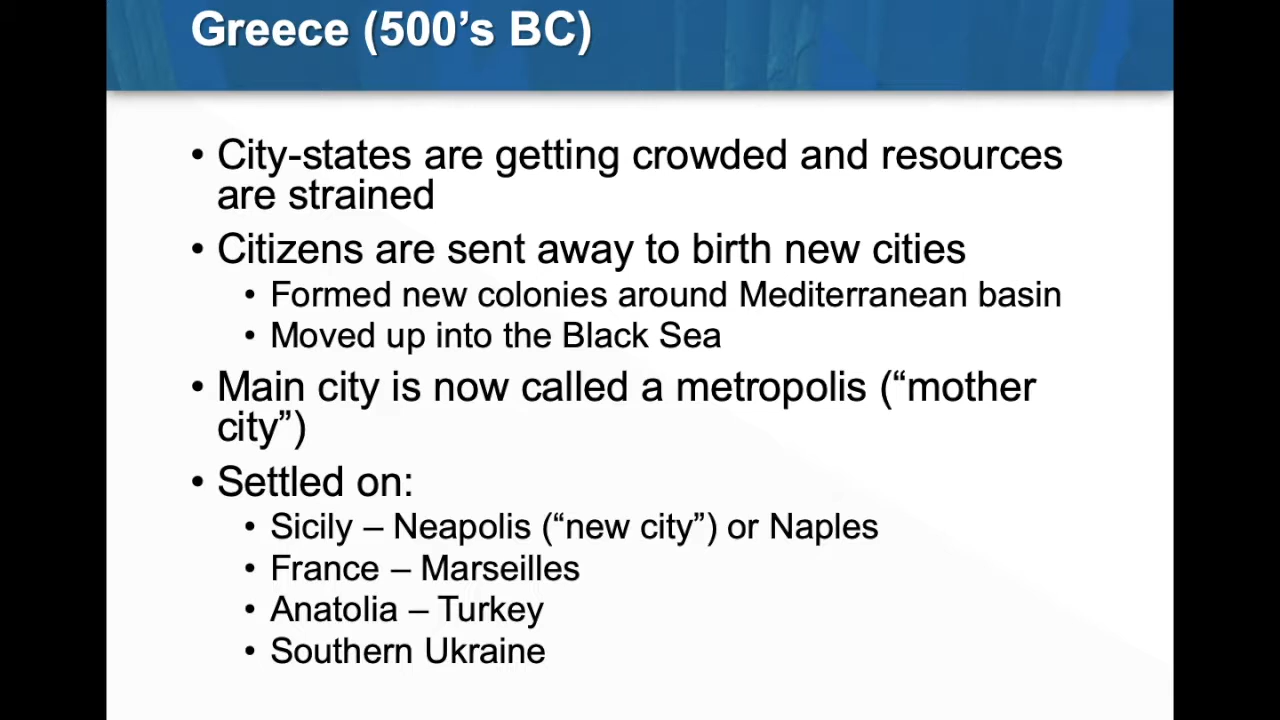 Greece (500’s BC)
• City-states are getting crowded and resources
are strained
• Citizens are sent away to birth new cities
• Formed new colonies around Mediterranean basin
• Moved up into the Black Sea
• Main city is now called a metropolis (“mother
city”)
• Settled on:
• Sicily – Neapolis (“new city”) or Naples
• France – Marseilles
• Anatolia – Turkey
• Southern Ukraine